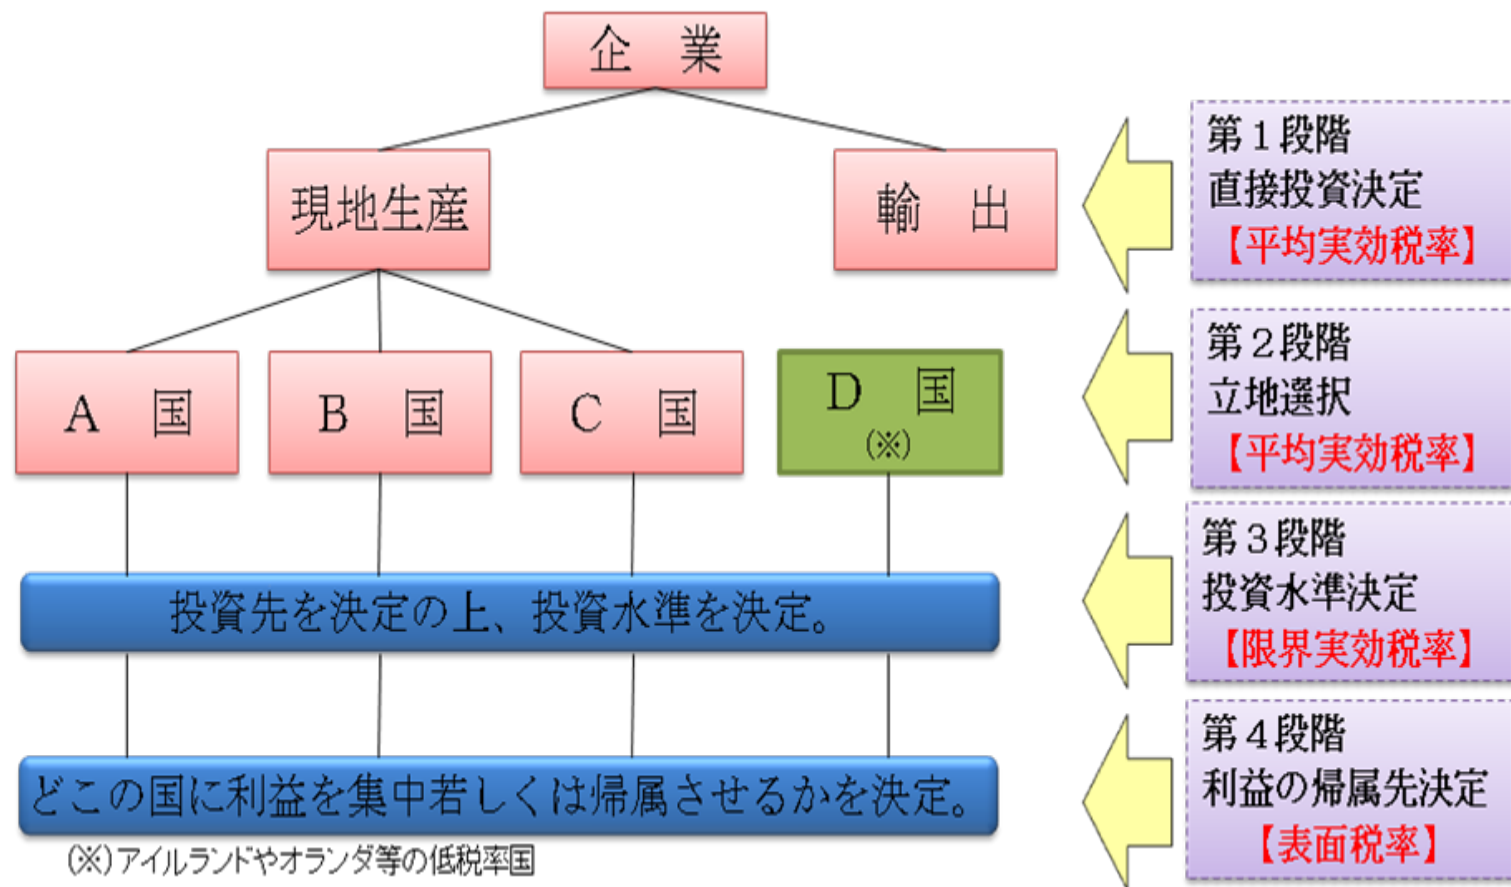 企　業
現地生産
輸　出
第１段階
直接投資決定
【平均実効税率】
A　国
B　国
C　国
D　国
(※)
第２段階
立地選択
【平均実効税率】
投資先を決定の上、投資水準を決定。
第３段階
投資水準決定
【限界実効税率】
どこの国に利益を集中若しくは帰属させるかを決定。
第４段階
利益の帰属先決定
【表面税率】
(※)アイルランドやオランダ等の低税率国